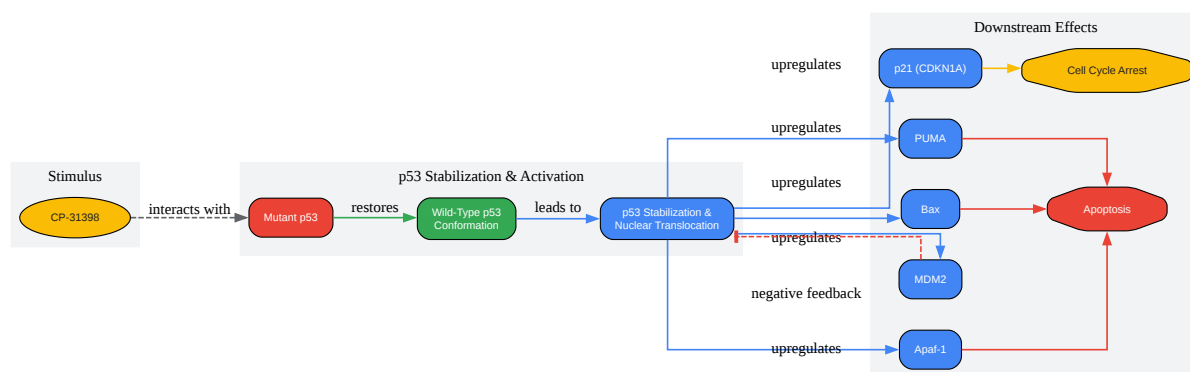 Downstream Effects
upregulates
p21 (CDKN1A)
Cell Cycle Arrest
upregulates
PUMA
Stimulus
p53 Stabilization & Activation
upregulates
CP-31398
interacts with
Mutant p53
restores
Wild-Type p53
Conformation
leads to
p53 Stabilization &
Nuclear Translocation
Bax
Apoptosis
upregulates
MDM2
negative feedback
upregulates
Apaf-1